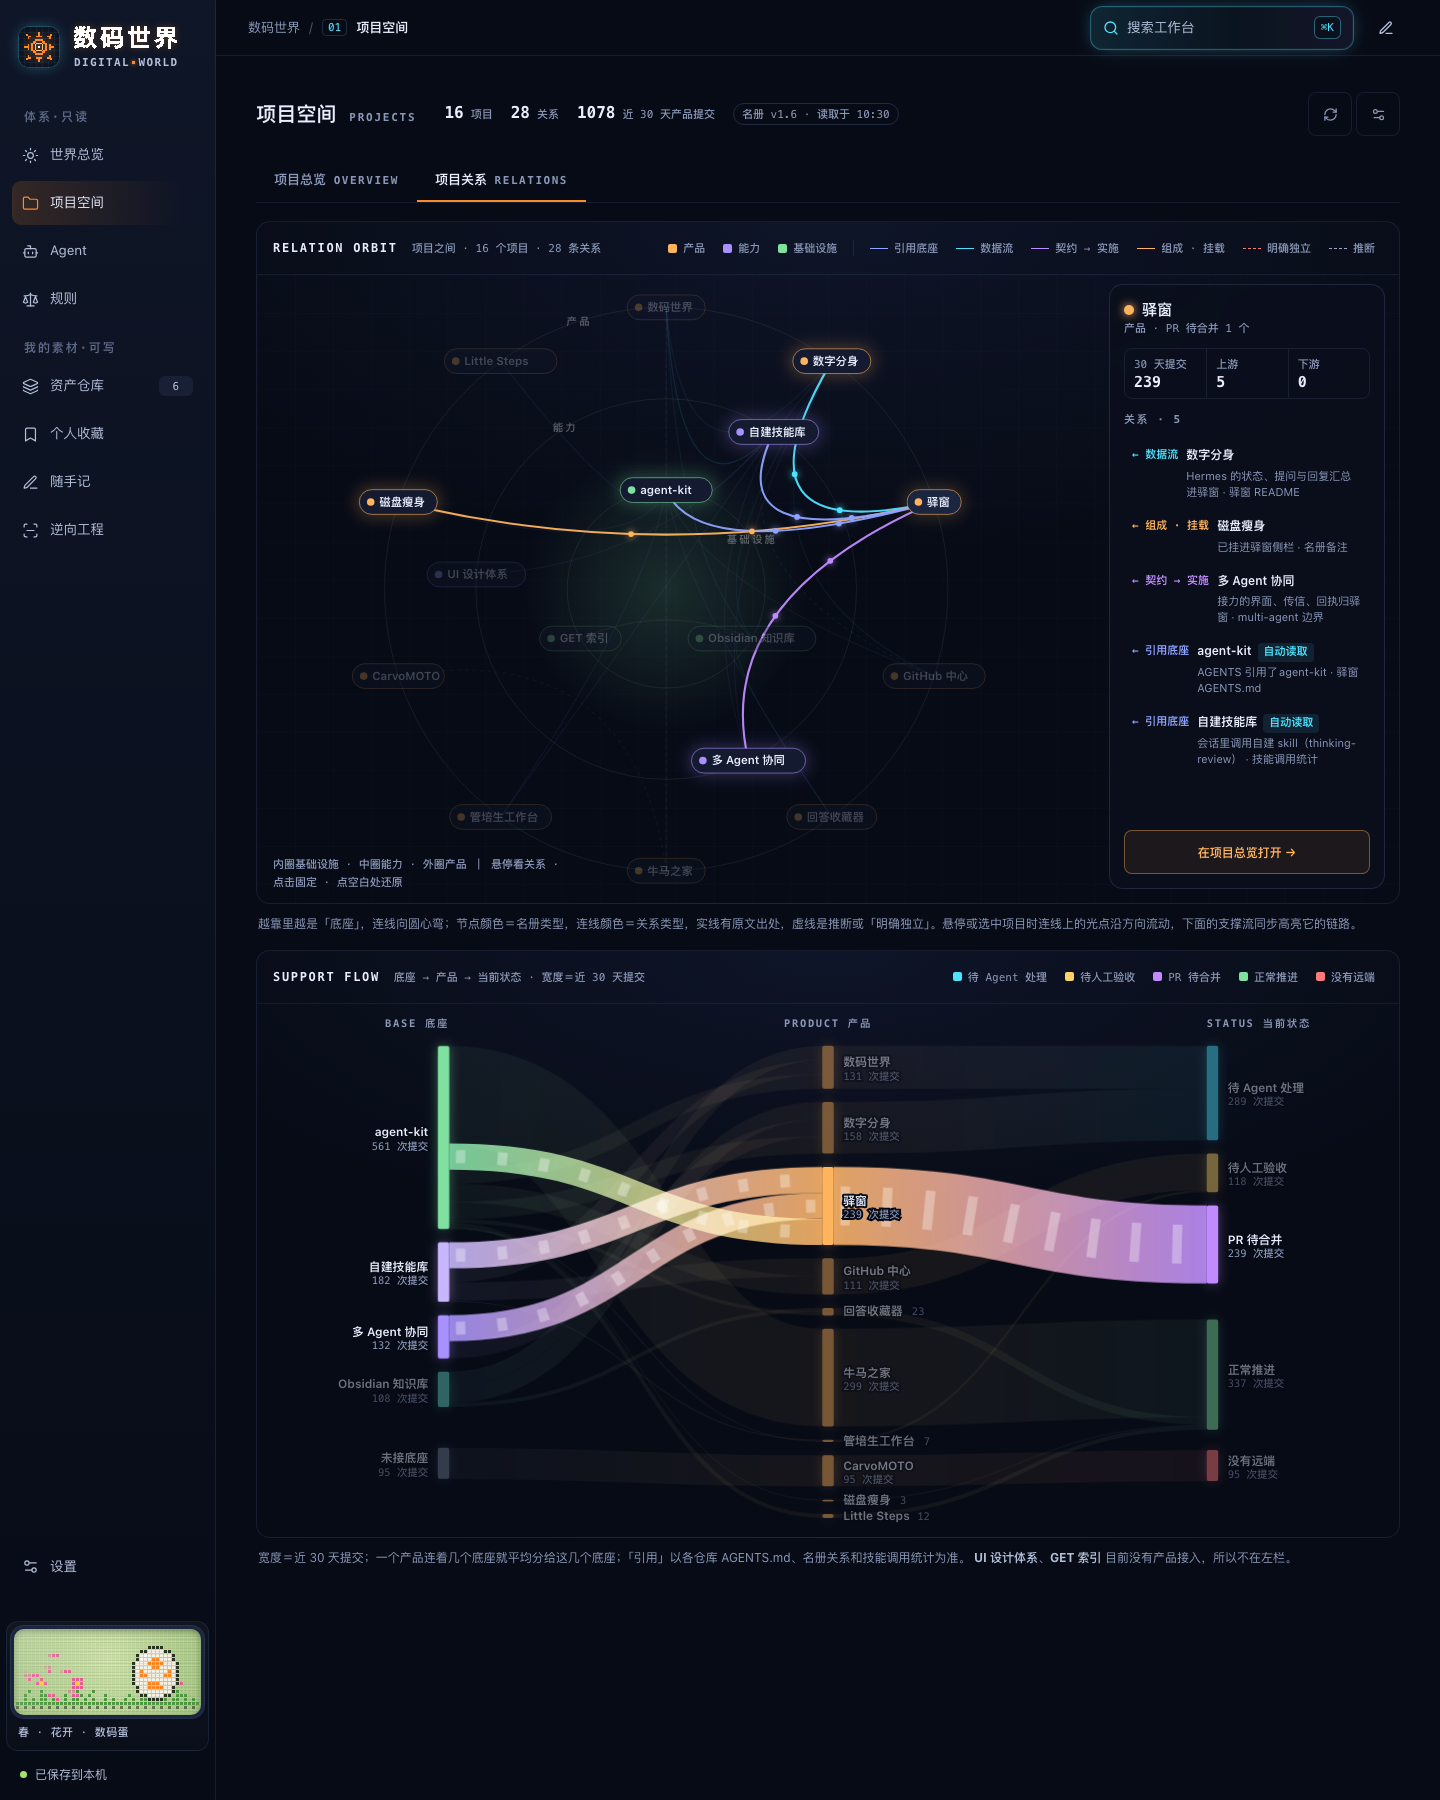 数码世界
DIGITAL•WORLD
体系·只读
世界总览
项目空间
Agent
规则
我的素材·可写
资产仓库 6
个人收藏
随手记
逆向工程
设置
春 · 花开 · 数码蛋
已保存到本机
数码世界 / 01 项目空间
搜索工作台 ⌘K
项目空间 PROJECTS 16 项目 28 关系 1078 近 30 天产品提交 名册 v1.6 · 读取于 10:30
项目总览 OVERVIEW 项目关系 RELATIONS
RELATION ORBIT 项目之间 · 16 个项目 · 28 条关系 产品 能力 基础设施 引用底座 数据流 契约 → 实施 组成 · 挂载 明确独立 推断
数码世界
产品
Little Steps
数字分身
能力
自建技能库
agent-kit
磁盘瘦身
驿窗
基础设施
UI 设计体系
GET 索引
Obsidian 知识库
CarvoMOTO
GitHub 中心
多 Agent 协同
管培生工作台
回答收藏器
牛马之家
内圈基础设施 · 中圈能力 · 外圈产品 | 悬停看关系 ·
点击固定 · 点空白处还原
驿窗
产品 · PR 待合并 1 个
30 天提交 上游 下游
239 5 0
关系 · 5
← 数据流 数字分身
Hermes 的状态、提问与回复汇总
进驿窗 · 驿窗 README
← 组成 · 挂载 磁盘瘦身
已挂进驿窗侧栏 · 名册备注
← 契约 → 实施 多 Agent 协同
接力的界面、传信、回执归驿
窗 · multi-agent 边界
← 引用底座 agent-kit 自动读取
AGENTS 引用了agent-kit · 驿窗
AGENTS.md
← 引用底座 自建技能库 自动读取
会话里调用自建 skill（thinking-
review） · 技能调用统计
在项目总览打开 →
越靠里越是「底座」，连线向圆心弯；节点颜色＝名册类型，连线颜色＝关系类型，实线有原文出处，虚线是推断或「明确独立」。悬停或选中项目时连线上的光点沿方向流动，下面的支撑流同步高亮它的链路。
SUPPORT FLOW 底座 → 产品 → 当前状态 · 宽度＝近 30 天提交 待 Agent 处理 待人工验收 PR 待合并 正常推进 没有远端
BASE 底座 PRODUCT 产品 STATUS 当前状态
agent-kit
561 次提交
自建技能库
182 次提交
多 Agent 协同
132 次提交
Obsidian 知识库
108 次提交
未接底座
95 次提交
数码世界
131 次提交
数字分身
158 次提交
驿窗
239 次提交
GitHub 中心
111 次提交
回答收藏器 23
牛马之家
299 次提交
管培生工作台 7
CarvoMOTO
95 次提交
磁盘瘦身 3
Little Steps 12
待 Agent 处理
289 次提交
待人工验收
118 次提交
PR 待合并
239 次提交
正常推进
337 次提交
没有远端
95 次提交
宽度＝近 30 天提交；一个产品连着几个底座就平均分给这几个底座；「引用」以各仓库 AGENTS.md、名册关系和技能调用统计为准。 UI 设计体系、GET 索引 目前没有产品接入，所以不在左栏。